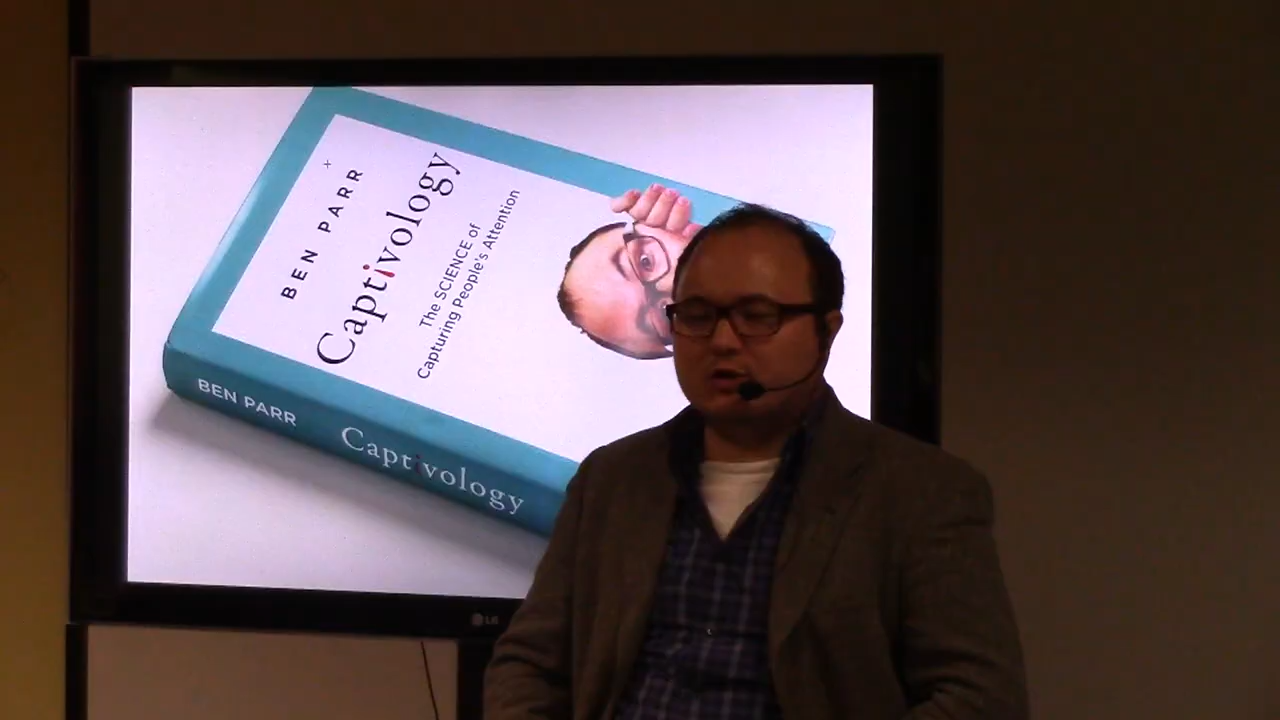 BEN PARR
Captivology
The SCIENCE of
Capturing People's Attention
BEN PARR
Captivology
LG